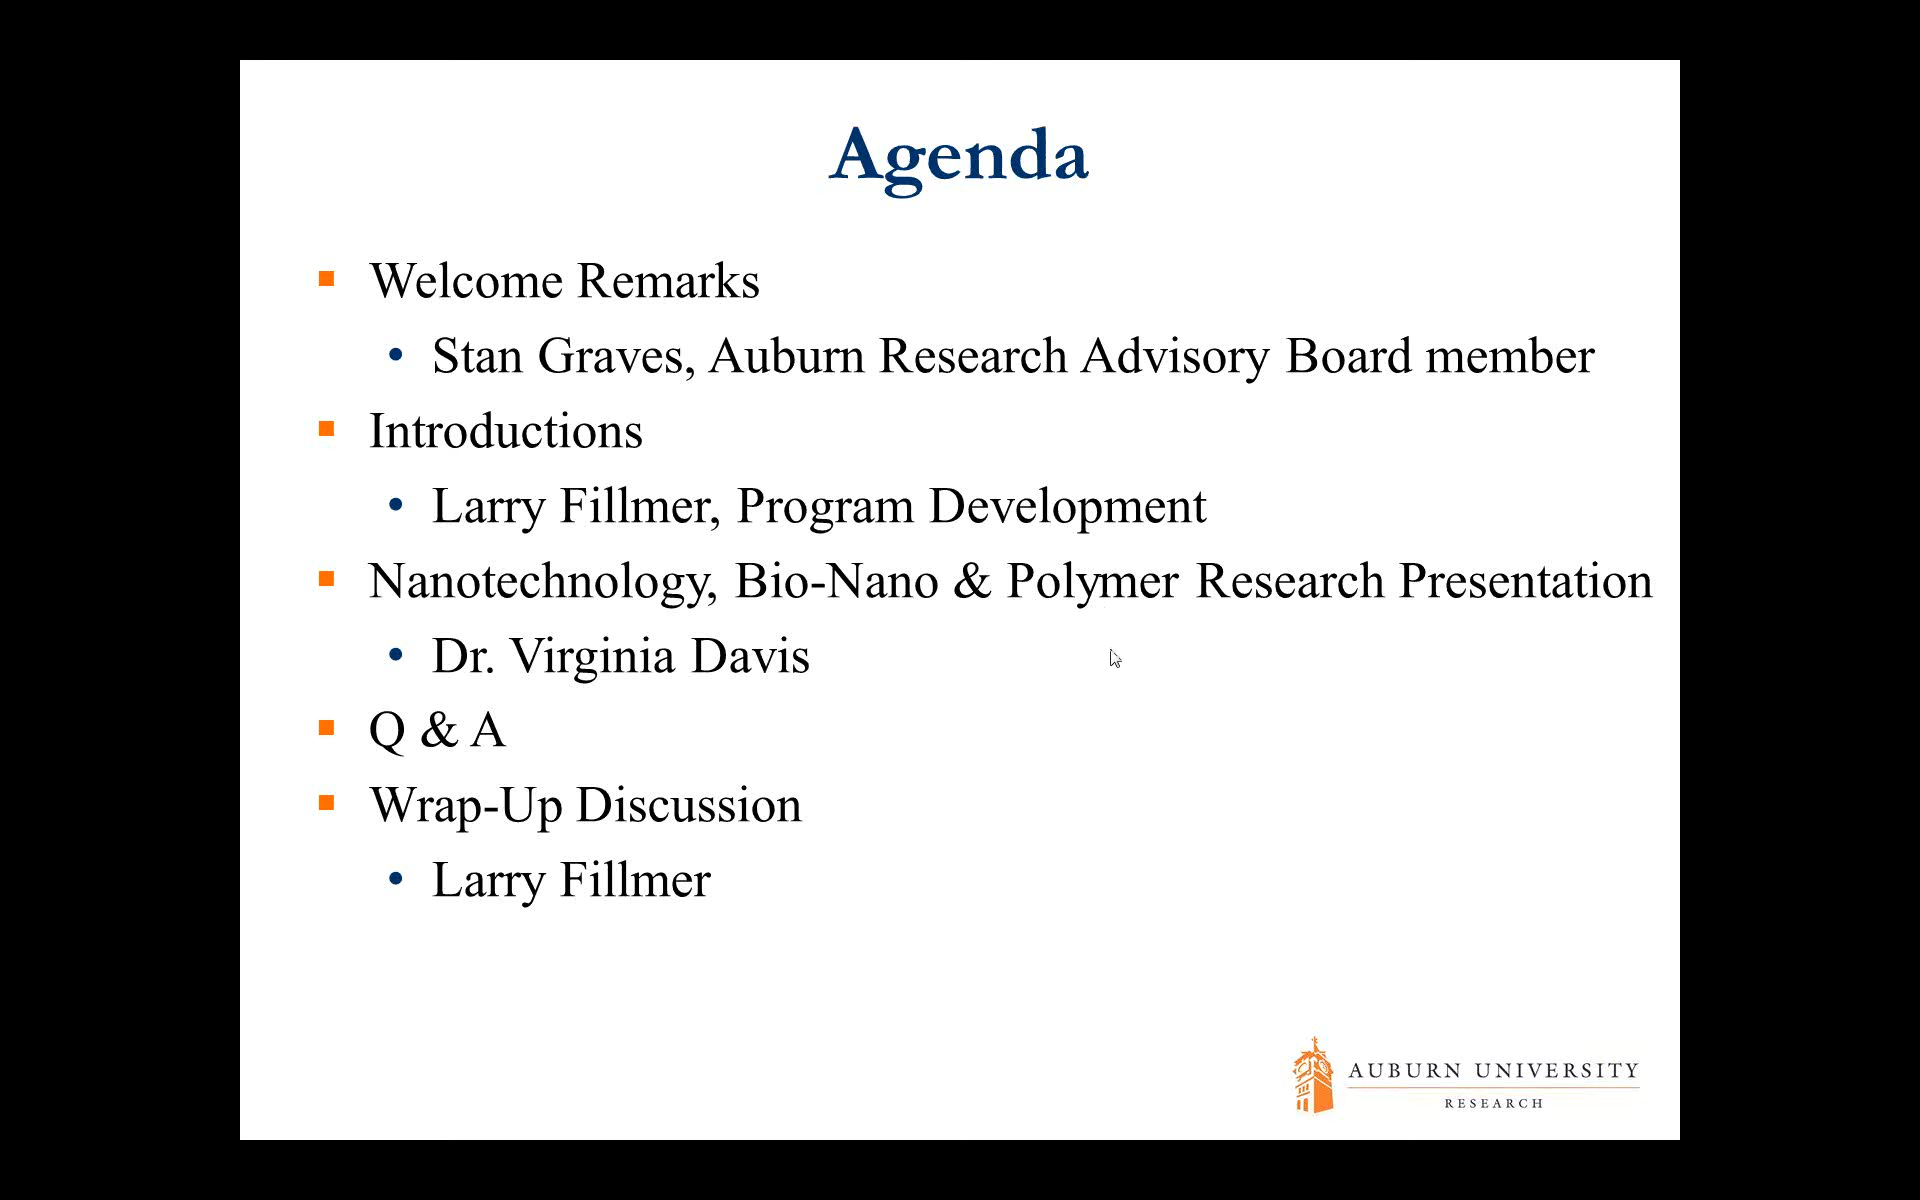 Agenda
Welcome Remarks
Stan Graves, Auburn Research Advisory Board member
Introductions
Larry Fillmer, Program Development
Nanotechnology, Bio-Nano & Polymer Research Presentation
Dr. Virginia Davis
Q & A
Wrap-Up Discussion
Larry Fillmer
AUBURN UNIVERSITY
RESEARCH